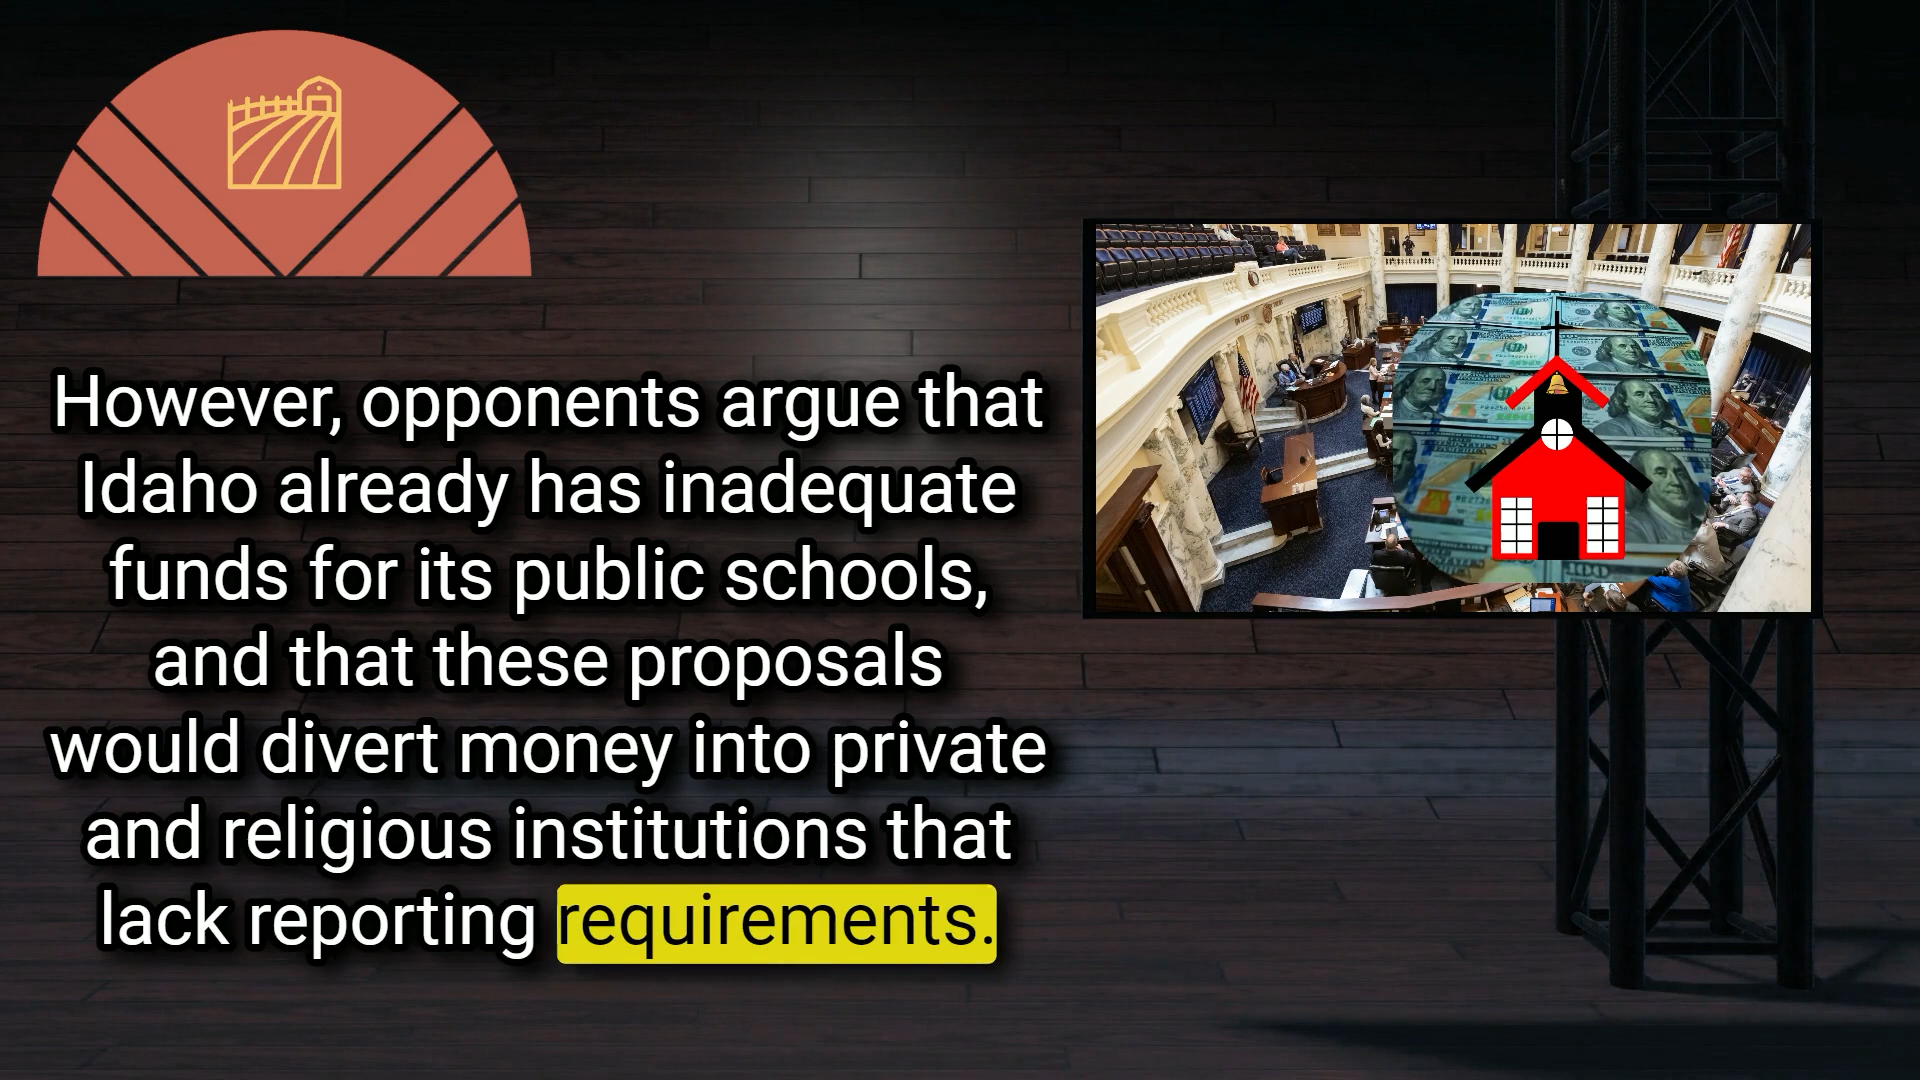 However, opponents argue that
Idaho already has inadequate
funds for its public schools,
and that these proposals
would divert money into private
and religious institutions that
lack reporting requirements.
100